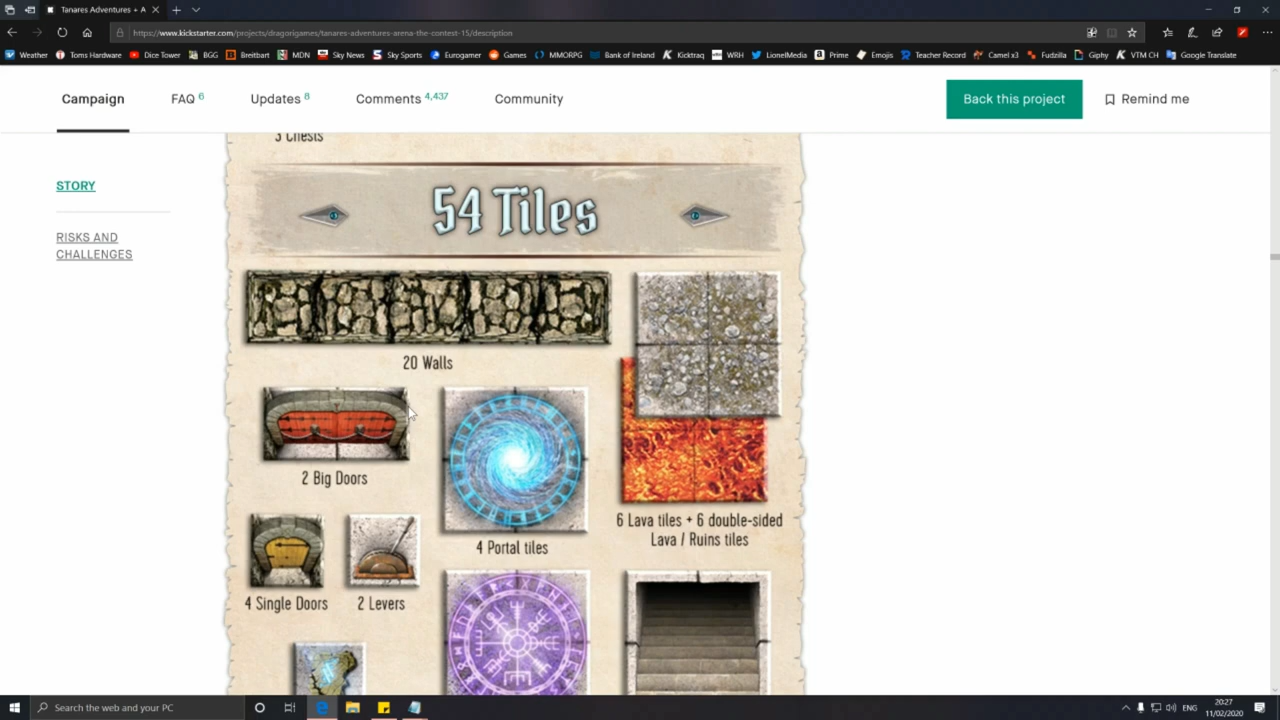 Tanares Adventures + A
https://www.kickstarter.com/projects/dragorigames/tanares-adventures-arena-the-contest-15/description
Weather Toms Hardware Dice Tower BGG Breitbart MDN Sky News Sky Sports Eurogamer Games MMORPG Bank of Ireland Kicktraq WRH LionelMedia Prime Emojis Teacher Record Camel x3 Fudzilla Giphy VTM CH Google Translate
Campaign FAQ 6 Updates 8 Comments 4,437 Community Back this project Remind me
3 Chests
STORY
54 Tiles
RISKS AND
CHALLENGES
20 Walls
2 Big Doors
6 Lava tiles + 6 double-sided
Lava / Ruins tiles
4 Portal tiles
4 Single Doors 2 Levers
Search the web and your PC
ENG
20:27
11/02/2020